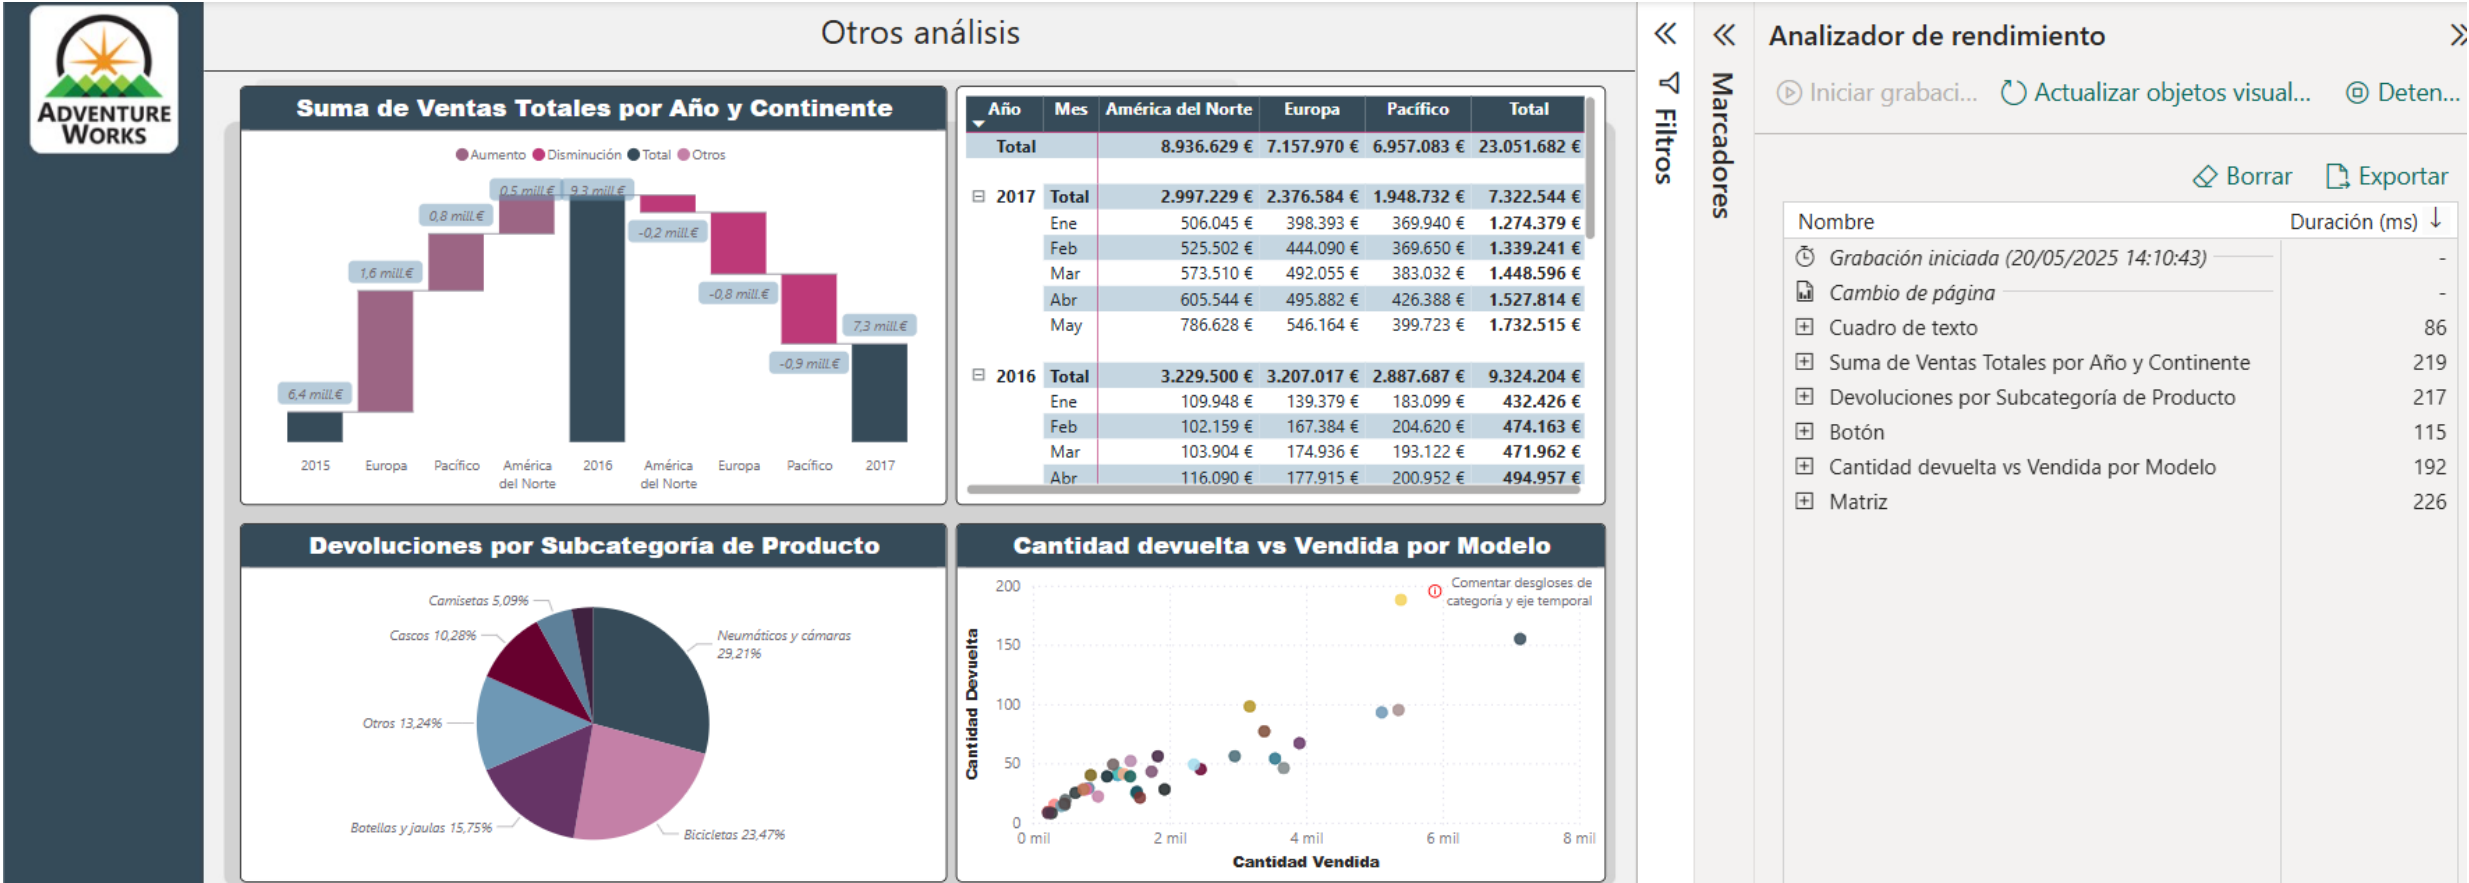 ADVENTURE
WORKS
Otros análisis
Suma de Ventas Totales por Año y Continente
Aumento Disminución Total Otros
6,4 mill.€
1,6 mill.€
0,8 mill.€
0,5 mill.€
9,3 mill.€
-0,2 mill.€
-0,8 mill.€
-0,9 mill.€
7,3 mill.€
2015 Europa Pacífico América del Norte 2016 América del Norte Europa Pacífico 2017
Año Mes América del Norte Europa Pacífico Total
Total 8.936.629 € 7.157.970 € 6.957.083 € 23.051.682 €
2017 Total 2.997.229 € 2.376.584 € 1.948.732 € 7.322.544 €
Ene 506.045 € 398.393 € 369.940 € 1.274.379 €
Feb 525.502 € 444.090 € 369.650 € 1.339.241 €
Mar 573.510 € 492.055 € 383.032 € 1.448.596 €
Abr 605.544 € 495.882 € 426.388 € 1.527.814 €
May 786.628 € 546.164 € 399.723 € 1.732.515 €
2016 Total 3.229.500 € 3.207.017 € 2.887.687 € 9.324.204 €
Ene 109.948 € 139.379 € 183.099 € 432.426 €
Feb 102.159 € 167.384 € 204.620 € 474.163 €
Mar 103.904 € 174.936 € 193.122 € 471.962 €
Abr 116.090 € 177.915 € 200.952 € 494.957 €
Devoluciones por Subcategoría de Producto
Camisetas 5,09%
Cascos 10,28%
Otros 13,24%
Botellas y jaulas 15,75%
Neumáticos y cámaras
29,21%
Bicicletas 23,47%
Cantidad devuelta vs Vendida por Modelo
Comentar desgloses de
categoría y eje temporal
Cantidad Devuelta
200
150
100
50
0
0 mil 2 mil 4 mil 6 mil 8 mil
Cantidad Vendida
Filtros
Marcadores
Analizador de rendimiento
Iniciar grabaci... Actualizar objetos visual... Deten...
Borrar Exportar
Nombre Duración (ms)
Grabación iniciada (20/05/2025 14:10:43) -
Cambio de página -
Cuadro de texto 86
Suma de Ventas Totales por Año y Continente 219
Devoluciones por Subcategoría de Producto 217
Botón 115
Cantidad devuelta vs Vendida por Modelo 192
Matriz 226